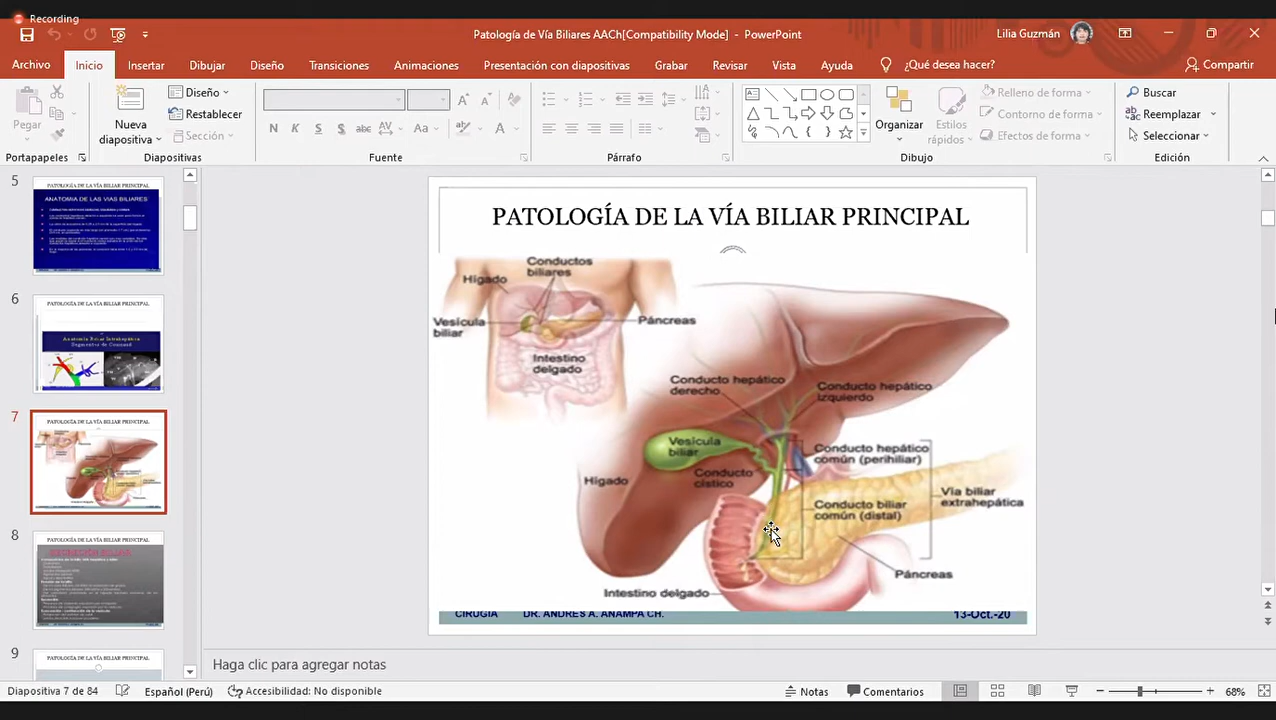 Recording
Patología de Vía Biliares AACh[Compatibility Mode] - PowerPoint
Lilia Guzmán
Archivo Inicio Insertar Dibujar Diseño Transiciones Animaciones Presentación con diapositivas Grabar Revisar Vista Ayuda ¿Qué desea hacer? Compartir
Pegar
Portapapeles
Nueva
diapositiva
Diseño
Restablecer
Sección
Diapositivas
N K S abc AV Aa A
Fuente
Párrafo
Organizar
Estilos
rápidos
Relleno de forma
Contorno de forma
Efectos de forma
Dibujo
Buscar
Reemplazar
Seleccionar
Edición
5
PATOLOGÍA DE LA VÍA BILIAR PRINCIPAL
ANATOMIA DE LAS VIAS BILIARES
6
PATOLOGÍA DE LA VÍA BILIAR PRINCIPAL
Anatomía Biliar Intrahepática
7
PATOLOGÍA DE LA VÍA BILIAR PRINCIPAL
8
PATOLOGÍA DE LA VÍA BILIAR PRINCIPAL
9
PATOLOGÍA DE LA VÍA BILIAR PRINCIPAL
PATOLOGÍA DE LA VÍA BILIAR PRINCIPAL
Conductos
biliares
Hígado
Vesícula
biliar
Páncreas
Intestino
delgado
Conducto hepático
derecho
Conducto hepático
izquierdo
Vesícula
biliar
Conducto hepático
común (perihiliar)
Conducto
cístico
Hígado
Vía biliar
extrahepática
Conducto biliar
común (distal)
Páncreas
Intestino delgado
DR. ANDRES A. ANAMPA CH.
13-Oct.-20
Haga clic para agregar notas
Diapositiva 7 de 84
Español (Perú)
Accesibilidad: No disponible
Notas
Comentarios
68%